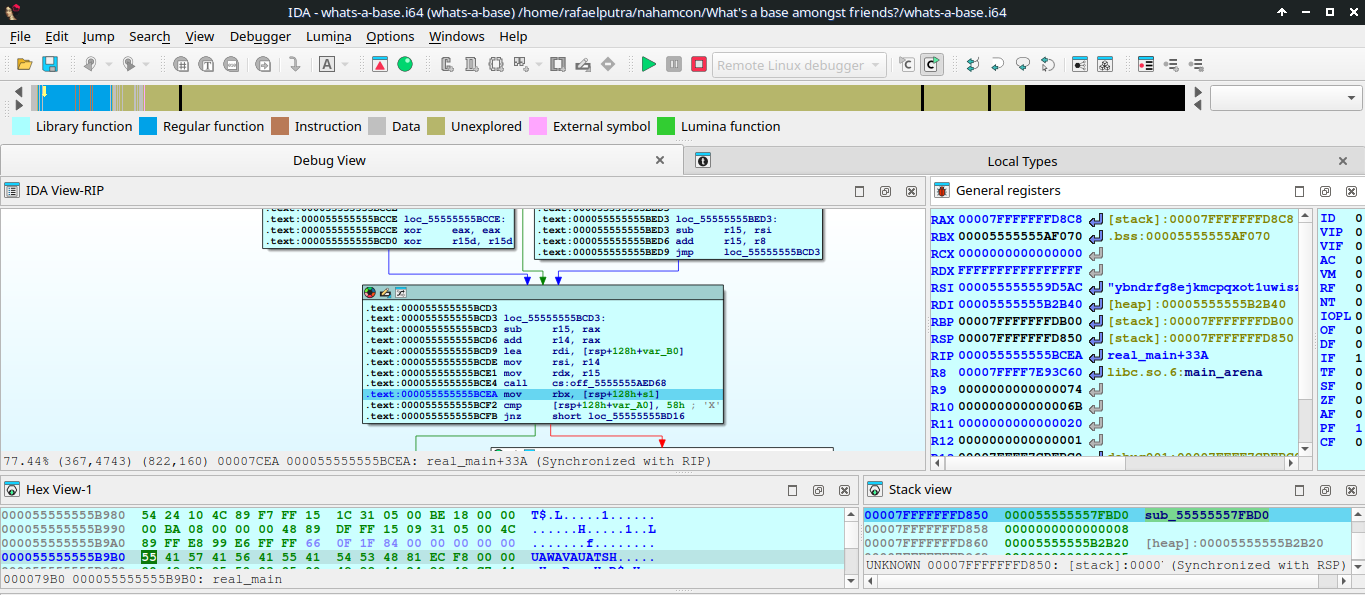 IDA - whats-a-base.i64 (whats-a-base) /home/rafaelputra/nahamcon/What's a base amongst friends?/whats-a-base.i64
File Edit Jump Search View Debugger Lumina Options Windows Help
Remote Linux debugger
Library function Regular function Instruction Data Unexplored External symbol Lumina function
Debug View Local Types
IDA View-RIP
.text:000055555555BCCE loc_55555555BCCE:
.text:000055555555BCCE xor eax, eax
.text:000055555555BCD0 xor r15d, r15d
.text:000055555555BED3 loc_55555555BED3:
.text:000055555555BED3 sub r15, rsi
.text:000055555555BED6 add r15, r8
.text:000055555555BED9 jmp loc_55555555BCD3
.text:000055555555BCD3
.text:000055555555BCD3 loc_55555555BCD3:
.text:000055555555BCD3 sub r15, rax
.text:000055555555BCD6 add r14, rax
.text:000055555555BCD9 lea rdi, [rsp+128h+var_B0]
.text:000055555555BCDE mov rsi, r14
.text:000055555555BCE1 mov rdx, r15
.text:000055555555BCE4 call cs:off_5555555AED68
.text:000055555555BCEA mov rbx, [rsp+128h+s1]
.text:000055555555BCF2 cmp [rsp+128h+var_A0], 58h ; 'X'
.text:000055555555BCFB jnz short loc_55555555BD16
77.44% (367,4743) (822,160) 00007CEA 000055555555BCEA: real_main+33A (Synchronized with RIP)
General registers
RAX 00007FFFFFFFD8C8 [stack]:00007FFFFFFFD8C8
RBX 00005555555AF070 .bss:00005555555AF070
RCX 0000000000000000
RDX FFFFFFFFFFFFFFFF
RSI 0000555555559D5AC "ybndrfg8ejkmcpqxot1uwisz
RDI 00005555555B2B40 [heap]:00005555555B2B40
RBP 00007FFFFFFFDB00 [stack]:00007FFFFFFFDB00
RSP 00007FFFFFFFD850 [stack]:00007FFFFFFFD850
RIP 000055555555BCEA real_main+33A
R8 00007FFFF7E93C60 libc.so.6:main_arena
R9 0000000000000074
R10 000000000000006B
R11 0000000000000020
R12 0000000000000001
ID 0
VIP 0
VIF 0
AC 0
VM 0
RF 0
NT 0
IOPL 0
OF 0
DF 0
IF 1
TF 0
SF 0
ZF 0
AF 0
PF 1
CF 0
Hex View-1
000055555555B980 54 24 10 4C 89 F7 FF 15 1C 31 05 00 BE 18 00 00 T$.L.....1......
000055555555B990 00 BA 08 00 00 00 48 89 DF FF 15 09 31 05 00 4C ......H.....1..L
000055555555B9A0 89 FF E8 99 E6 FF FF 66 0F 1F 84 00 00 00 00 00 .......f........
000055555555B9B0 55 41 57 41 56 41 55 41 54 53 48 81 EC F8 00 00 UAWAVAUATSH.....
000079B0 000055555555B9B0: real_main
Stack view
00007FFFFFFFD850 000055555557FBD0 sub_55555557FBD0
00007FFFFFFFD858 0000000000000008
00007FFFFFFFD860 00005555555B2B20 [heap]:00005555555B2B20
UNKNOWN 00007FFFFFFFD850: [stack]:0000 (Synchronized with RSP)